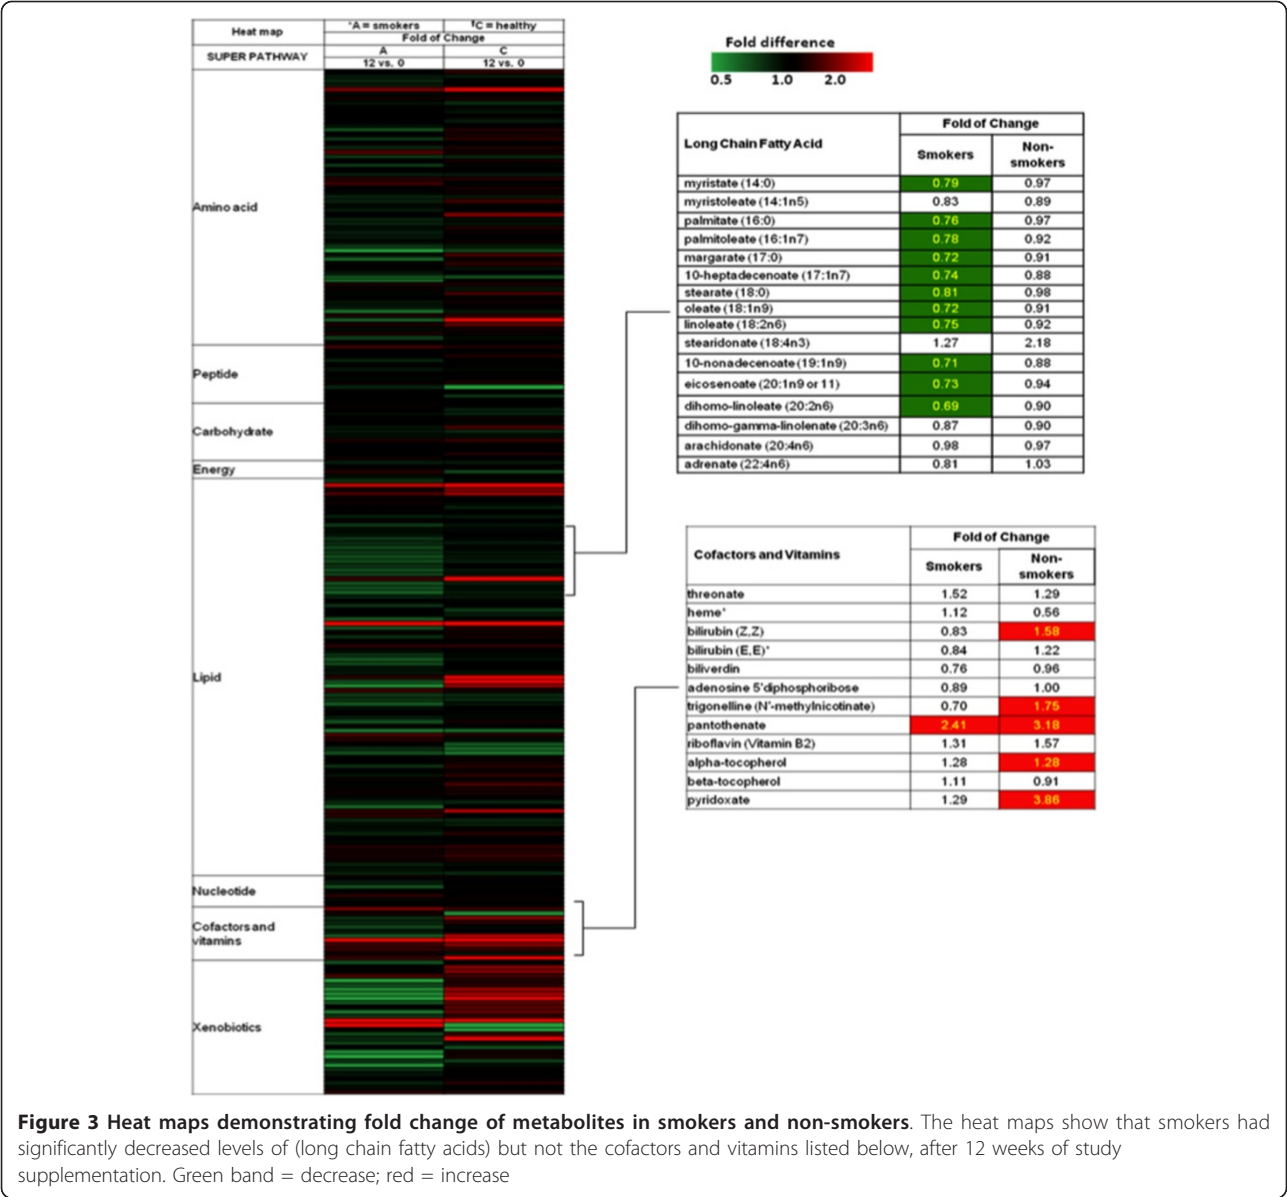 Heat map
*A = smokers
¶C = healthy
Fold of Change
SUPER PATHWAY
A
C
12 vs. 0
12 vs. 0
Amino acid
Peptide
Carbohydrate
Energy
Lipid
Nucleotide
Cofactors and
vitamins
Xenobiotics
Fold difference
0.5 1.0 2.0
Long Chain Fatty Acid
Fold of Change
Smokers
Non-
smokers
myristate (14:0) 0.79 0.97
myristoleate (14:1n5) 0.83 0.89
palmitate (16:0) 0.76 0.97
palmitoleate (16:1n7) 0.78 0.92
margarate (17:0) 0.72 0.91
10-heptadecenoate (17:1n7) 0.74 0.88
stearate (18:0) 0.81 0.98
oleate (18:1n9) 0.72 0.91
linoleate (18:2n6) 0.75 0.92
stearidonate (18:4n3) 1.27 2.18
10-nonadecenoate (19:1n9) 0.71 0.88
eicosenoate (20:1n9 or 11) 0.73 0.94
dihomo-linoleate (20:2n6) 0.69 0.90
dihomo-gamma-linolenate (20:3n6) 0.87 0.90
arachidonate (20:4n6) 0.98 0.97
adrenate (22:4n6) 0.81 1.03
Cofactors and Vitamins
Fold of Change
Smokers
Non-
smokers
threonate 1.52 1.29
heme* 1.12 0.56
bilirubin (Z,Z) 0.83 1.58
bilirubin (E,E)* 0.84 1.22
biliverdin 0.76 0.96
adenosine 5'diphosphoribose 0.89 1.00
trigonelline (N'-methylnicotinate) 0.70 1.75
pantothenate 2.41 3.18
riboflavin (Vitamin B2) 1.31 1.57
alpha-tocopherol 1.28 1.28
beta-tocopherol 1.11 0.91
pyridoxate 1.29 3.86
Figure 3 Heat maps demonstrating fold change of metabolites in smokers and non-smokers. The heat maps show that smokers had
significantly decreased levels of (long chain fatty acids) but not the cofactors and vitamins listed below, after 12 weeks of study
supplementation. Green band = decrease; red = increase